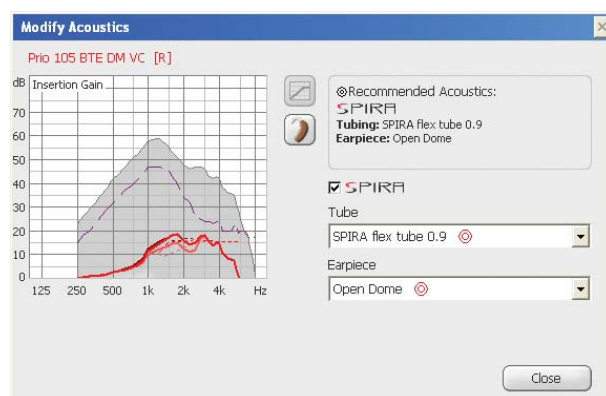 Modify Acoustics
Prio 105 BTE DM VC [R]
dB
Insertion Gain
70
60
50
40
30
20
10
0
125 250 500 1k 2k 4k Hz
Recommended Acoustics:
SPIRA
Tubing: SPIRA flex tube 0.9
Earpiece: Open Dome
SPIRA
Tube
SPIRA flex tube 0.9
Earpiece
Open Dome
Close